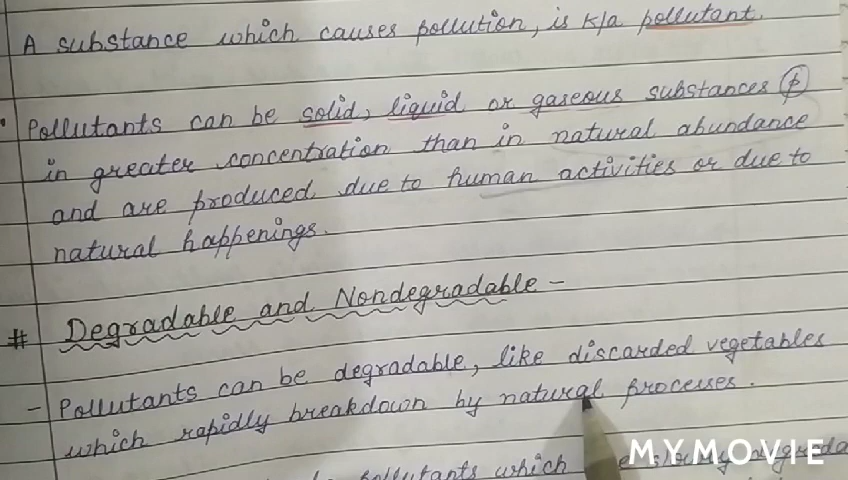 A substance which causes pollution, is k/a pollutant.
Pollutants can be solid, liquid or gaseous substances (p)
in greater concentration than in natural abundance
and are produced due to human activities or due to
natural happenings.
# Degradable and Nondegradable -
- Pollutants can be degradable, like discarded vegetables
which rapidly breakdown by natural processes.
pollutants which
MYMOVIE